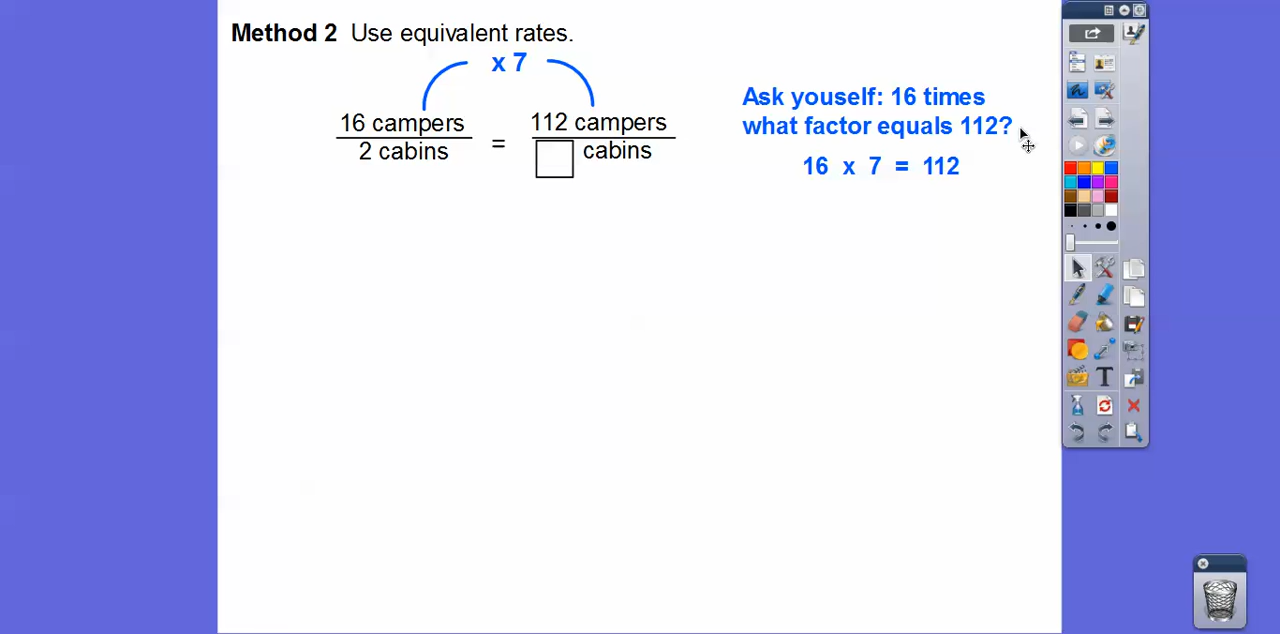 Method 2 Use equivalent rates.
x 7
16 campers
2 cabins
=
112 campers
cabins
Ask youself: 16 times
what factor equals 112?
16 x 7 = 112